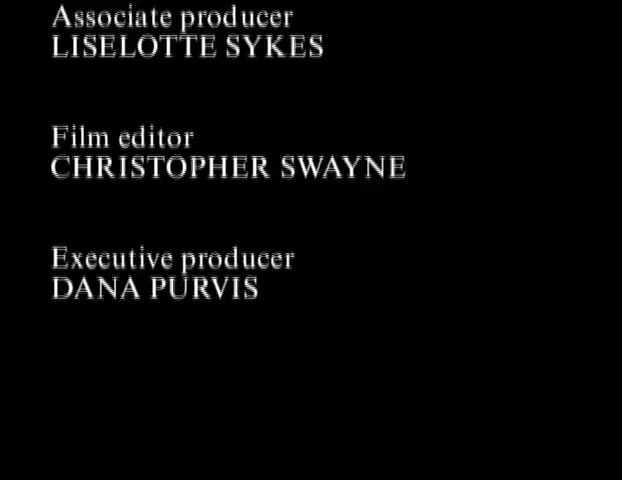 Associate producer
LISELOTTE SYKES
Film editor
CHRISTOPHER SWAYNE
Executive producer
DANA PURVIS